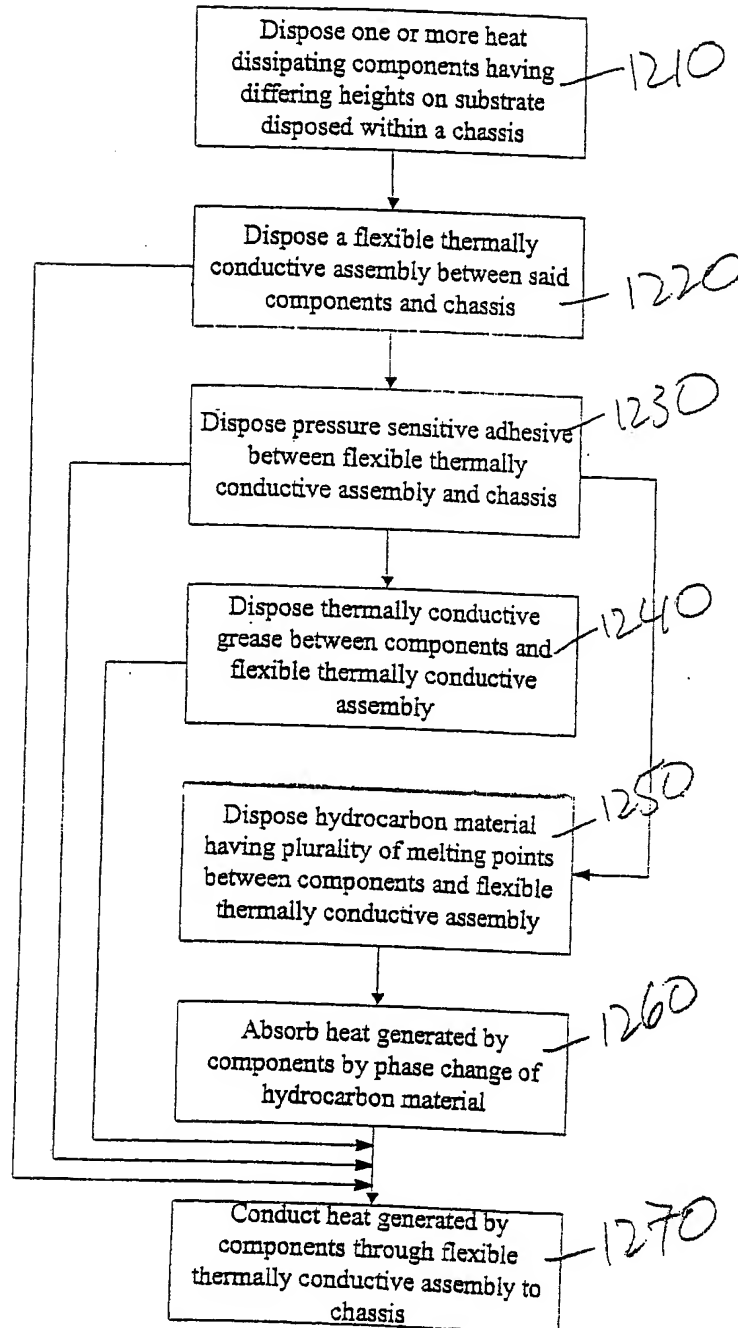 Dispose one or more heat
dissipating components having
differing heights on substrate
disposed within a chassis
1210
Dispose a flexible thermally
conductive assembly between said
components and chassis
1220
Dispose pressure sensitive adhesive
between flexible thermally
conductive assembly and chassis
1230
Dispose thermally conductive
grease between components and
flexible thermally conductive
assembly
1240
Dispose hydrocarbon material
having plurality of melting points
between components and flexible
thermally conductive assembly
1250
Absorb heat generated by
components by phase change of
hydrocarbon material
1260
Conduct heat generated by
components through flexible
thermally conductive assembly to
chassis
1270